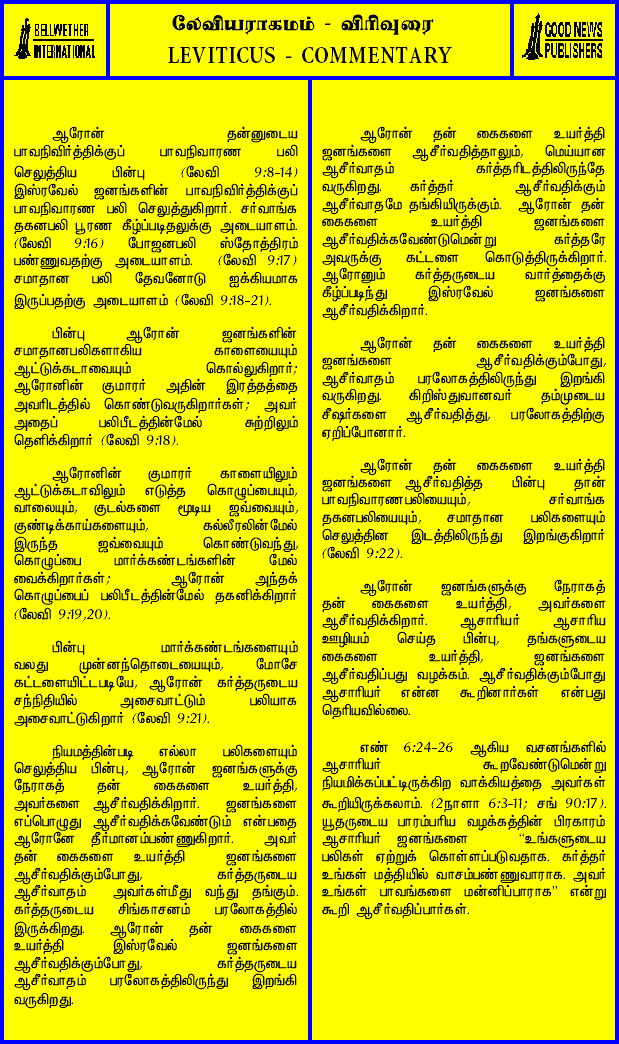 BELLWETHER
INTERNATIONAL
லேவியராகமம் - விரிவுரை
LEVITICUS - COMMENTARY
GOOD NEWS
PUBLISHERS
ஆரோன் தன்னுடைய
பாவநிவிர்த்திக்குப் பாவநிவாரண பலி
செலுத்திய பின்பு (லேவி 9:8-14)
இஸ்ரவேல் ஜனங்களின் பாவநிவிர்த்திக்குப்
பாவநிவாரண பலி செலுத்துகிறார். சர்வாங்க
தகனபலி பூரண கீழ்ப்படிதலுக்கு அடையாளம்.
(லேவி 9:16) போஜனபலி ஸ்தோத்திரம்
பண்ணுவதற்கு அடையாளம். (லேவி 9:17)
சமாதான பலி தேவனோடு ஐக்கியமாக
இருப்பதற்கு அடையாளம் (லேவி 9:18-21).
பின்பு ஆரோன் ஜனங்களின்
சமாதானபலிகளாகிய காளையையும்
ஆட்டுக்கடாவையும் கொல்லுகிறார்;
ஆரோனின் குமாரர் அதின் இரத்தத்தை
அவரிடத்தில் கொண்டுவருகிறார்கள்; அவர்
அதைப் பலிபீடத்தின்மேல் சுற்றிலும்
தெளிக்கிறார் (லேவி 9:18).
ஆரோனின் குமாரர் காளையிலும்
ஆட்டுக்கடாவிலும் எடுத்த கொழுப்பையும்,
வாலையும், குடல்களை மூடிய ஜவ்வையும்,
குண்டிக்காய்களையும், கல்லீரலின்மேல்
இருந்த ஜவ்வையும் கொண்டுவந்து,
கொழுப்பை மார்க்கண்டங்களின் மேல்
வைக்கிறார்கள்; ஆரோன் அந்தக்
கொழுப்பைப் பலிபீடத்தின்மேல் தகனிக்கிறார்
(லேவி 9:19,20).
பின்பு மார்க்கண்டங்களையும்
வலது முன்னந்தொடையையும், மோசே
கட்டளையிட்டபடியே, ஆரோன் கர்த்தருடைய
சந்நிதியில் அசைவாட்டும் பலியாக
அசைவாட்டுகிறார் (லேவி 9:21).
நியமத்தின்படி எல்லா பலிகளையும்
செலுத்திய பின்பு, ஆரோன் ஜனங்களுக்கு
நேராகத் தன் கைகளை உயர்த்தி,
அவர்களை ஆசீர்வதிக்கிறார். ஜனங்களை
எப்பொழுது ஆசீர்வதிக்கவேண்டும் என்பதை
ஆரோனே தீர்மானம்பண்ணுகிறார். அவர்
தன் கைகளை உயர்த்தி ஜனங்களை
ஆசீர்வதிக்கும்போது, கர்த்தருடைய
ஆசீர்வாதம் அவர்கள்மீது வந்து தங்கும்.
கர்த்தருடைய சிங்காசனம் பரலோகத்தில்
இருக்கிறது. ஆரோன் தன் கைகளை
உயர்த்தி இஸ்ரவேல் ஜனங்களை
ஆசீர்வதிக்கும்போது, கர்த்தருடைய
ஆசீர்வாதம் பரலோகத்திலிருந்து இறங்கி
வருகிறது.
ஆரோன் தன் கைகளை உயர்த்தி
ஜனங்களை ஆசீர்வதித்தாலும், மெய்யான
ஆசீர்வாதம் கர்த்தரிடத்திலிருந்தே
வருகிறது. கர்த்தர் ஆசீர்வதிக்கும்
ஆசீர்வாதமே தங்கியிருக்கும். ஆரோன் தன்
கைகளை உயர்த்தி ஜனங்களை
ஆசீர்வதிக்கவேண்டுமென்று கர்த்தரே
அவருக்கு கட்டளை கொடுத்திருக்கிறார்.
ஆரோனும் கர்த்தருடைய வார்த்தைக்கு
கீழ்ப்படிந்து இஸ்ரவேல் ஜனங்களை
ஆசீர்வதிக்கிறார்.
ஆரோன் தன் கைகளை உயர்த்தி
ஜனங்களை ஆசீர்வதிக்கும்போது,
ஆசீர்வாதம் பரலோகத்திலிருந்து இறங்கி
வருகிறது. கிறிஸ்துவானவர் தம்முடைய
சீஷர்களை ஆசீர்வதித்து, பரலோகத்திற்கு
ஏறிப்போனார்.
ஆரோன் தன் கைகளை உயர்த்தி
ஜனங்களை ஆசீர்வதித்த பின்பு தான்
பாவநிவாரணபலியையும், சர்வாங்க
தகனபலியையும், சமாதான பலிகளையும்
செலுத்தின இடத்திலிருந்து இறங்குகிறார்
(லேவி 9:22).
ஆரோன் ஜனங்களுக்கு நேராகத்
தன் கைகளை உயர்த்தி, அவர்களை
ஆசீர்வதிக்கிறார். ஆசாரியர் ஆசாரிய
ஊழியம் செய்த பின்பு, தங்களுடைய
கைகளை உயர்த்தி, ஜனங்களை
ஆசீர்வதிப்பது வழக்கம். ஆசீர்வதிக்கும்போது
ஆசாரியர் என்ன கூறினார்கள் என்பது
தெரியவில்லை.
எண் 6:24-26 ஆகிய வசனங்களில்
ஆசாரியர் கூறவேண்டுமென்று
நியமிக்கப்பட்டிருக்கிற வாக்கியத்தை அவர்கள்
கூறியிருக்கலாம். (2நாளா 6:3-11; சங் 90:17).
யூதருடைய பாரம்பரிய வழக்கத்தின் பிரகாரம்
ஆசாரியர் ஜனங்களை “உங்களுடைய
பலிகள் ஏற்றுக் கொள்ளப்படுவதாக. கர்த்தர்
உங்கள் மத்தியில் வாசம்பண்ணுவாராக. அவர்
உங்கள் பாவங்களை மன்னிப்பாராக” என்று
கூறி ஆசீர்வதிப்பார்கள்.